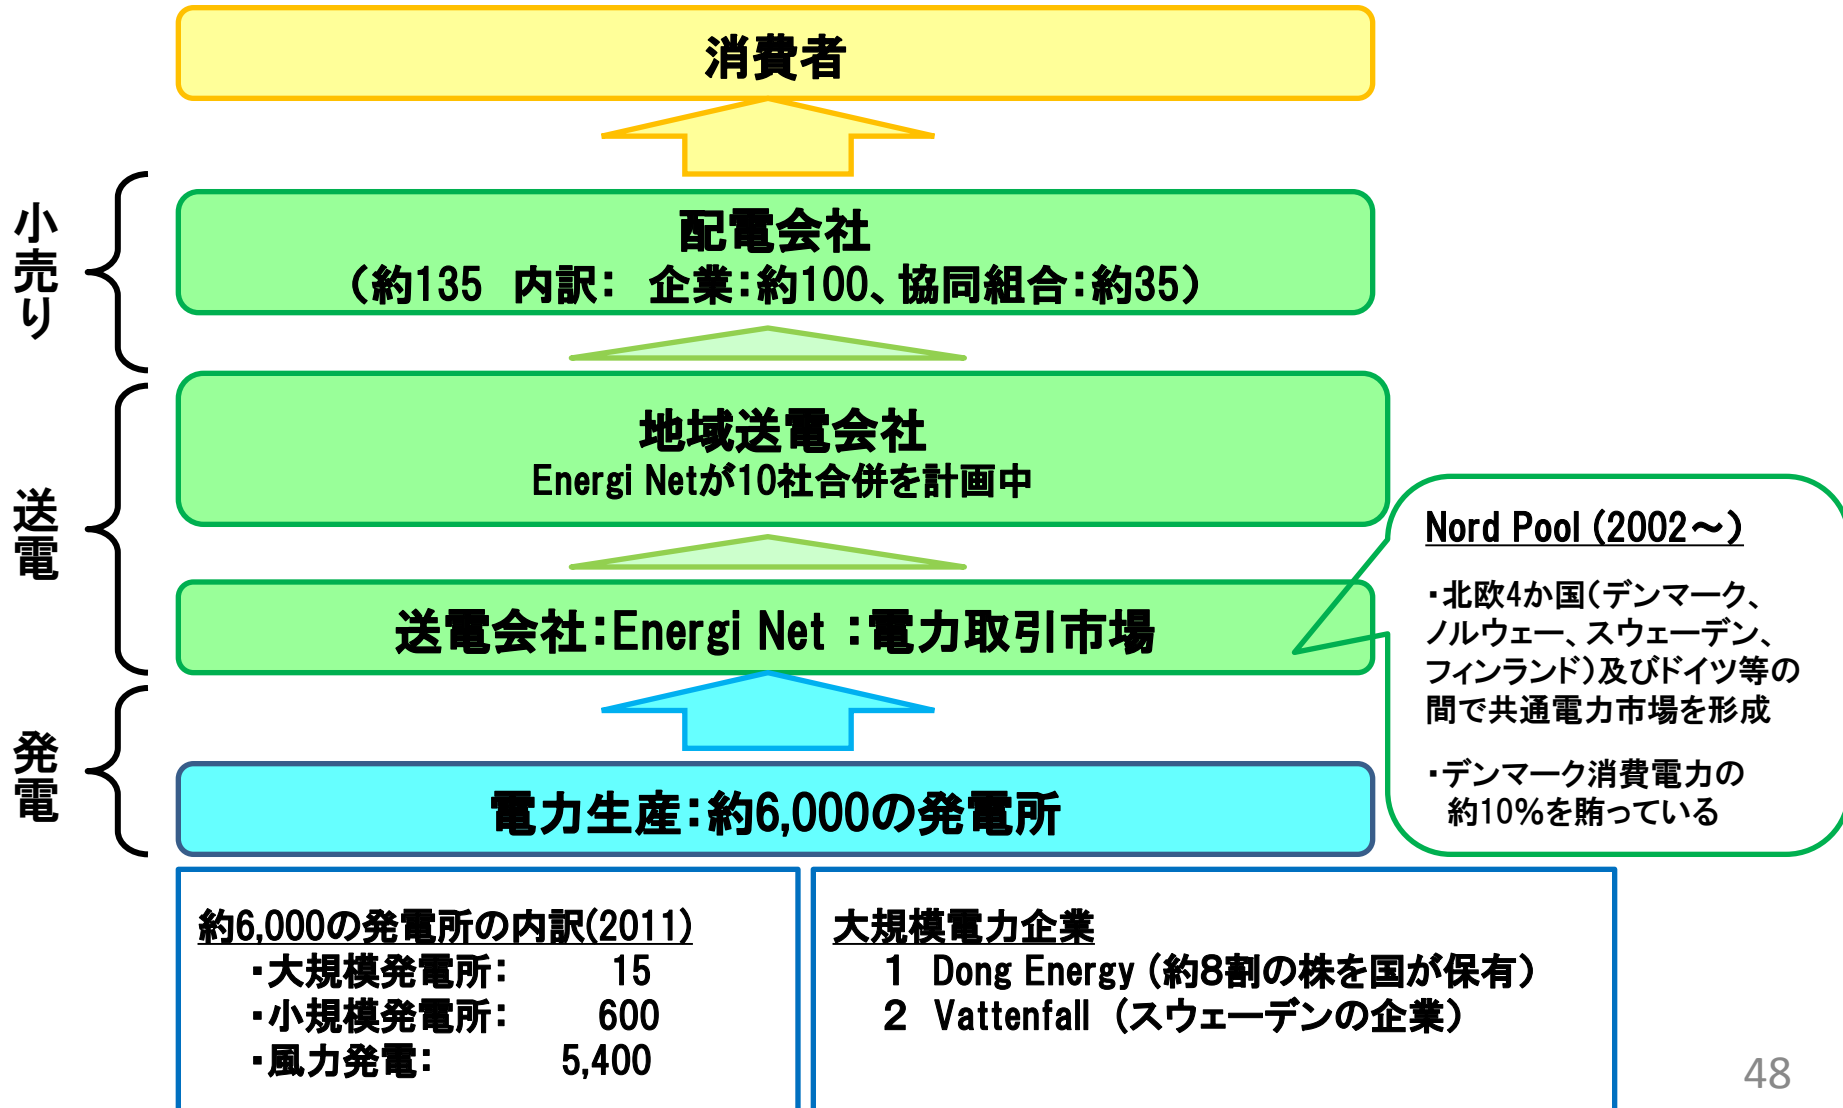 消費者
小売り
配電会社
（約135　内訳：　企業：約100、協同組合：約35）
送電
地域送電会社
Energi Netが10社合併を計画中
送電会社：Energi Net ：電力取引市場
Nord Pool (2002～)
・北欧4か国（デンマーク、
ノルウェー、スウェーデン、
フィンランド）及びドイツ等の
間で共通電力市場を形成
・デンマーク消費電力の
約10%を賄っている
発電
電力生産：約6,000の発電所
約6,000の発電所の内訳(2011)
・大規模発電所：　15
・小規模発電所：　600
・風力発電：　5,400
大規模電力企業
1　Dong Energy (約8割の株を国が保有）
２　Vattenfall （スウェーデンの企業）
48